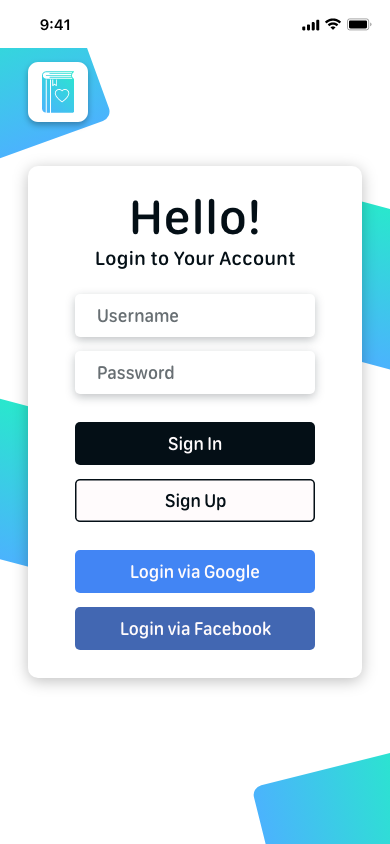 9:41
Hello!
Login to Your Account
Username
Password
Sign In
Sign Up
Login via Google
Login via Facebook